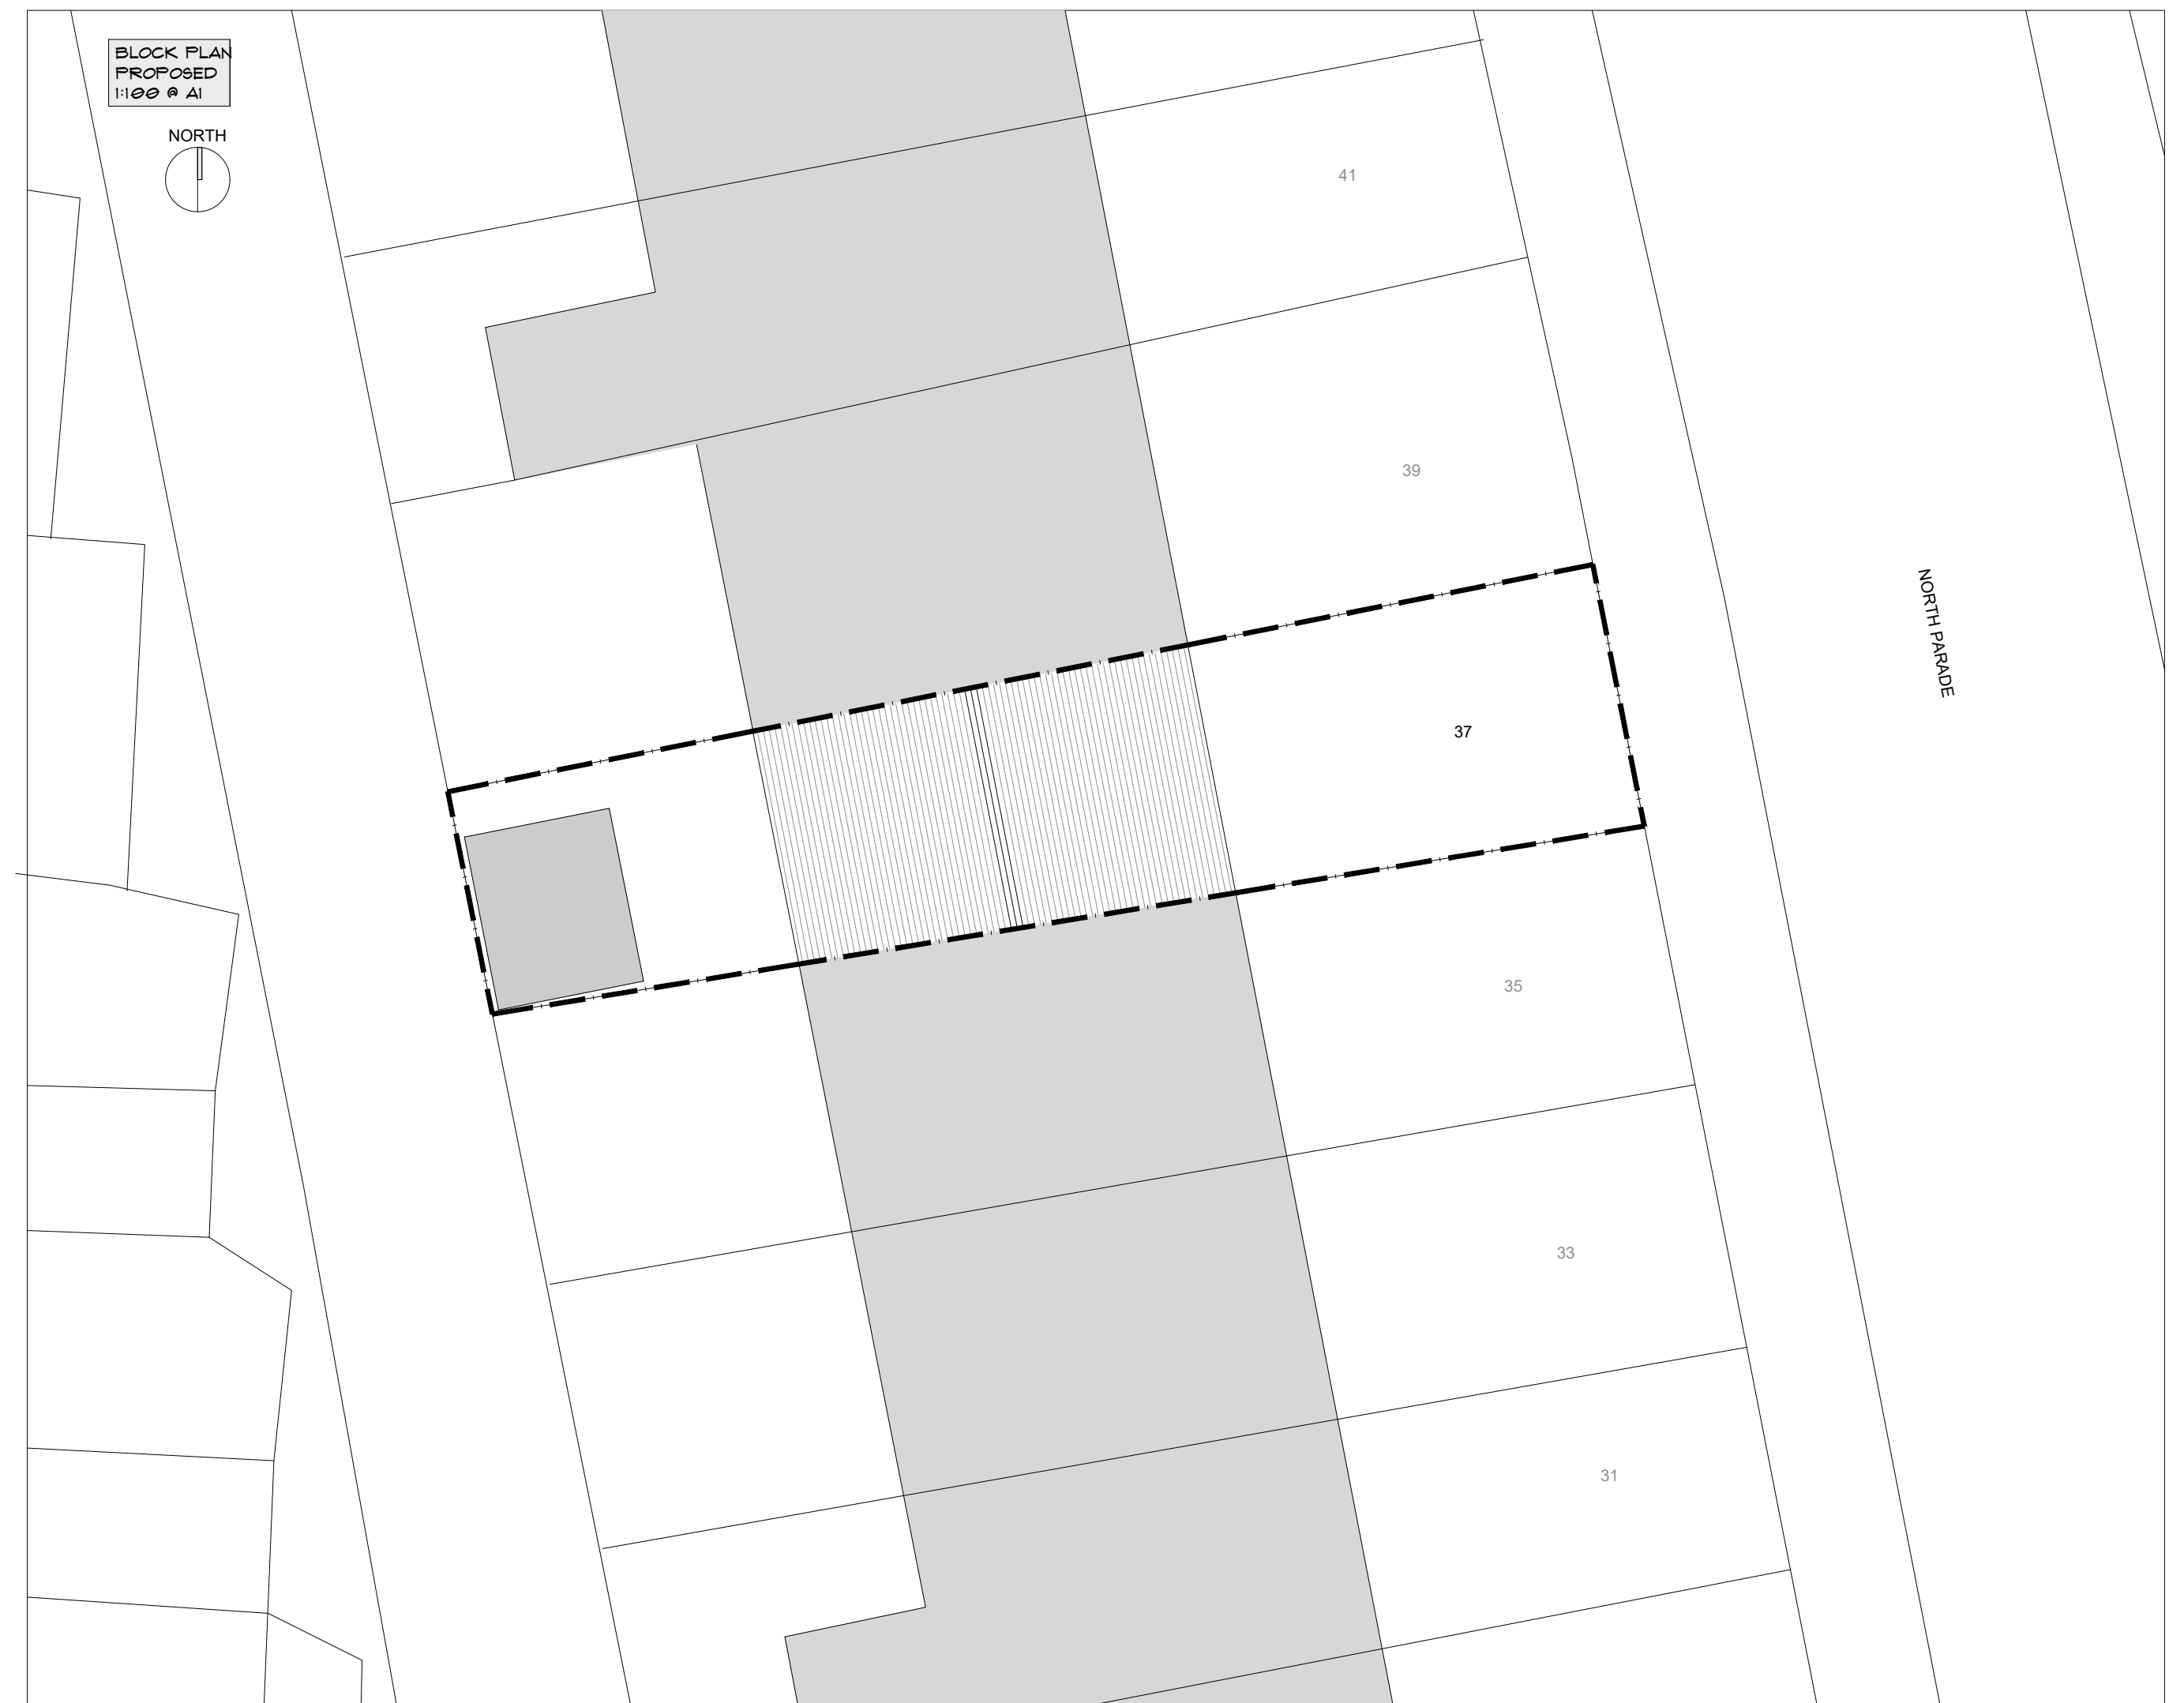 BLOCK PLAN
PROPOSED
1:100 @ A1
NORTH
41
39
NORTH PARADE
37
35
33
31